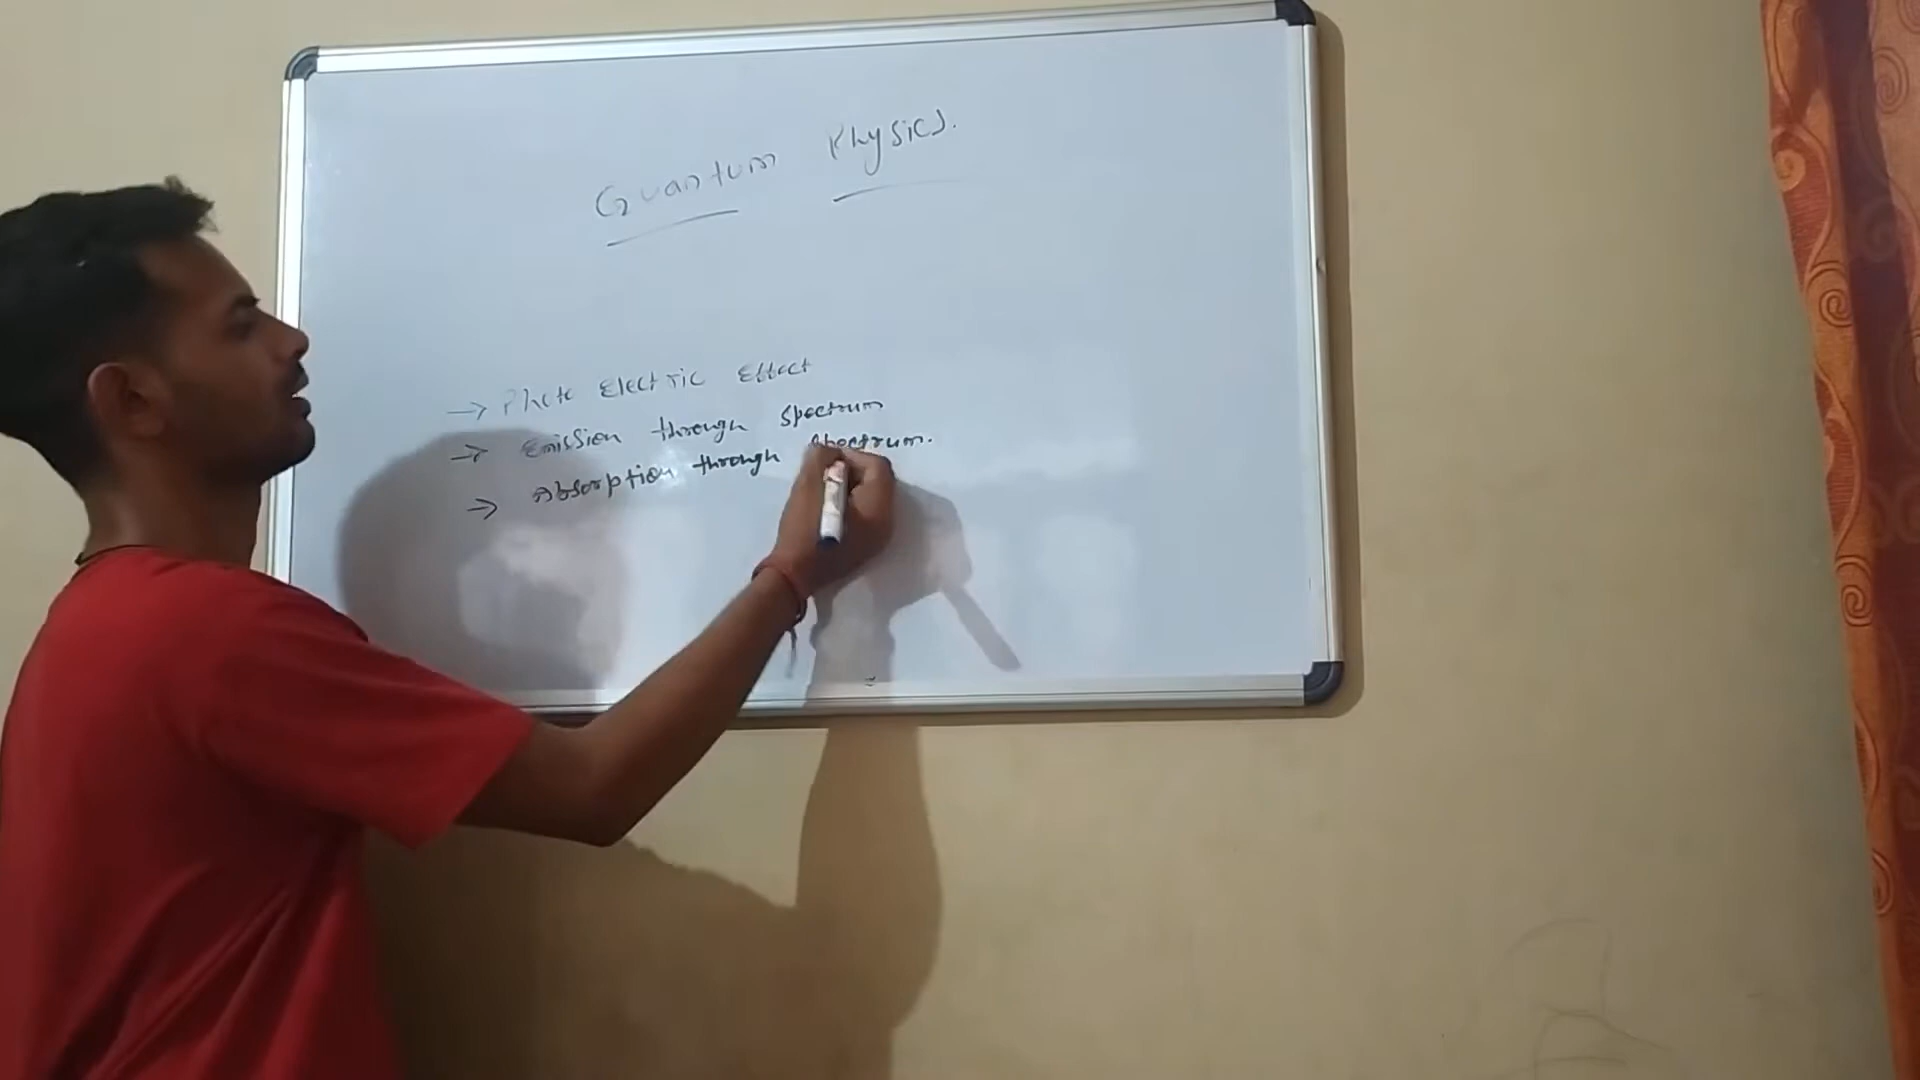 Quantum Physics.
→ Photo Electric Effect
→ Emission through Spectrum
→ Absorption through Spectrum.